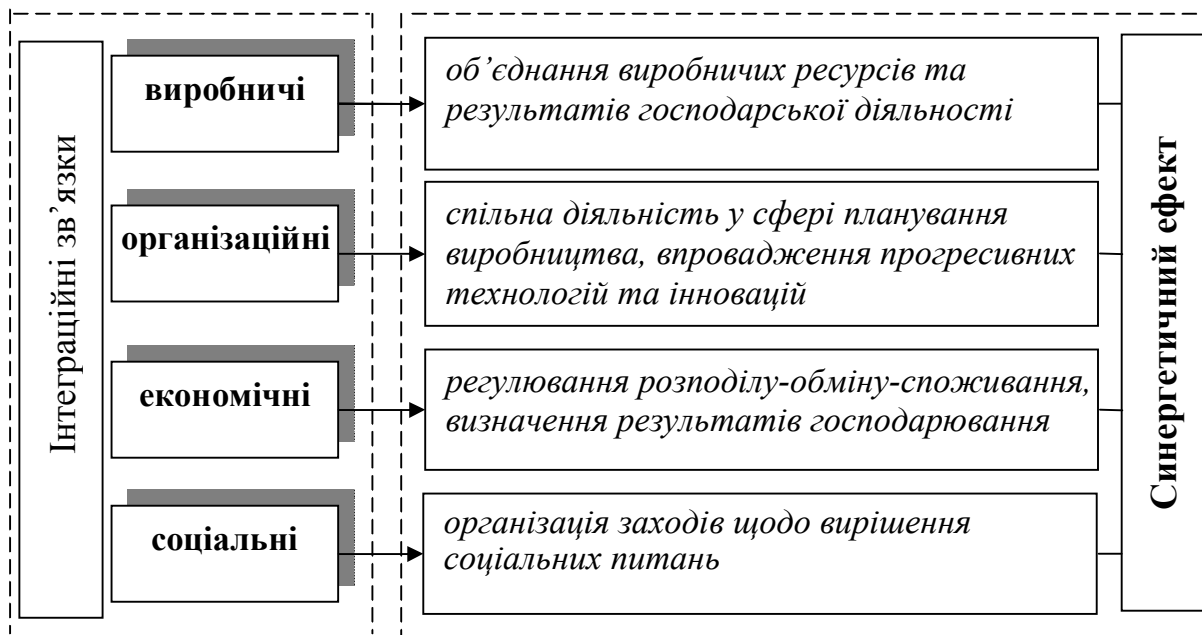 Інтеграційні зв’язки
виробничі
об’єднання виробничих ресурсів та
результатів господарської діяльності
організаційні
спільна діяльність у сфері планування
виробництва, впровадження прогресивних
технологій та інновацій
економічні
регулювання розподілу-обміну-споживання,
визначення результатів господарювання
соціальні
організація заходів щодо вирішення
соціальних питань
Синергетичний ефект